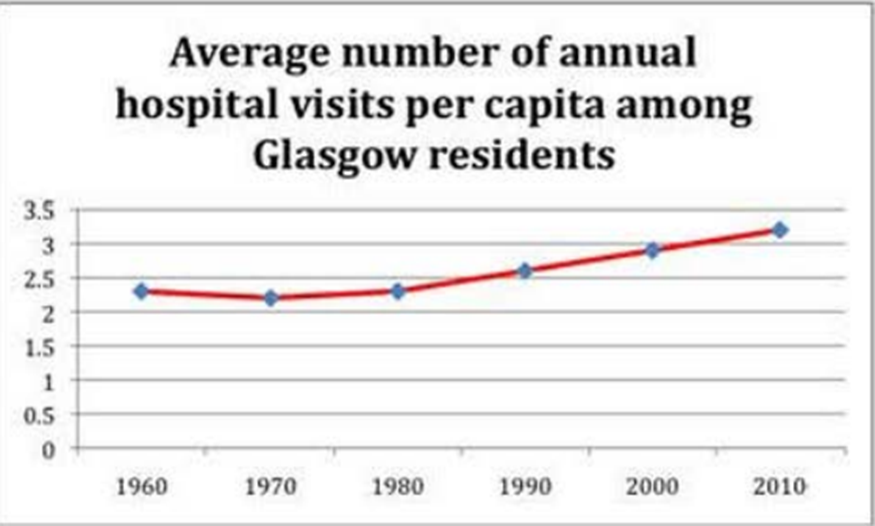 Average number of annual
hospital visits per capita among
Glasgow residents
3.5
3
2.5
2
1.5
1
0.5
0
1960 1970 1980 1990 2000 2010